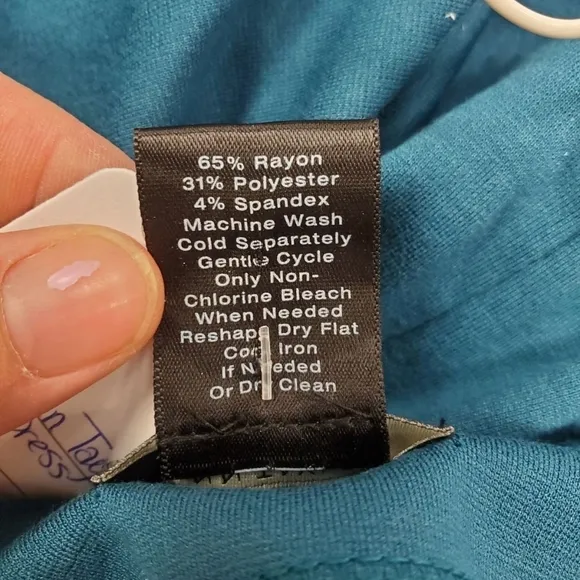 65% Rayon
31% Polyester
4% Spandex
Machine Wash
Cold Separately
Gentle Cycle
Only Non-
Chlorine Bleach
When Needed
Reshape Dry Flat
Cool Iron
If Needed
Or Dry Clean